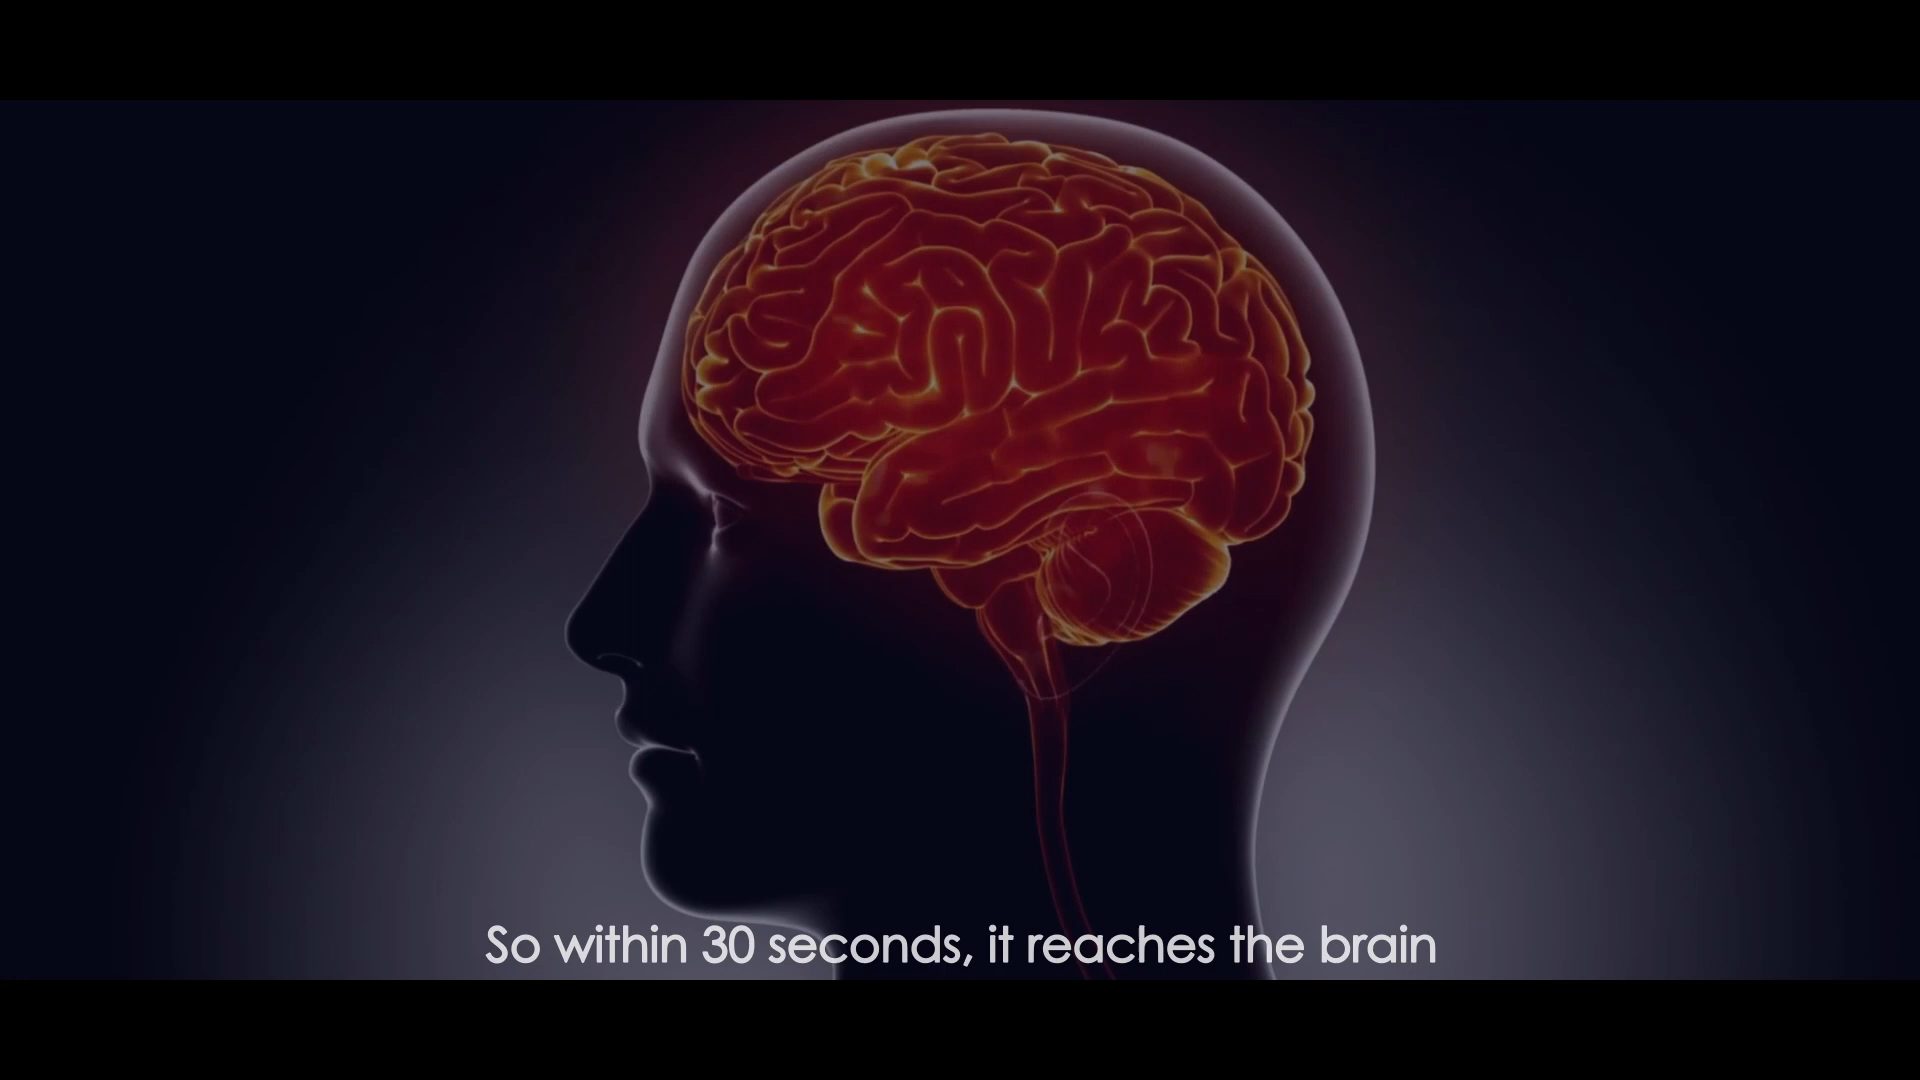 So within 30 seconds, it reaches the brain